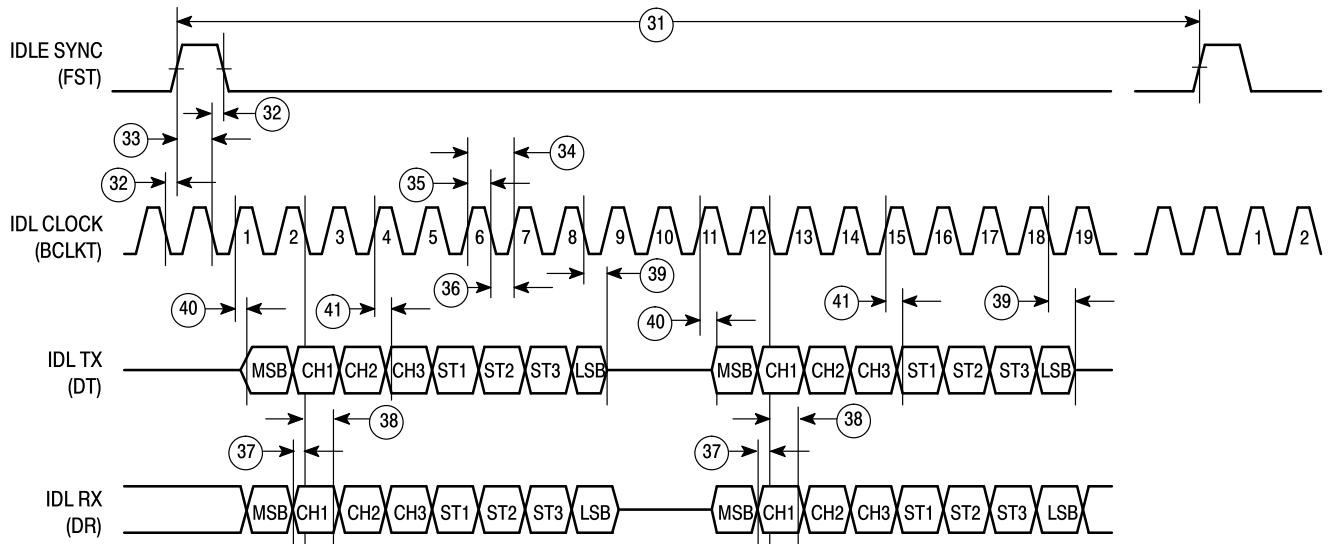 31
IDLE SYNC
(FST)
32
33
34
32
35
IDL CLOCK
(BCLKT)
1 2 3 4 5 6 7 8 9 10 11 12 13 14 15 16 17 18 19 1 2
36
39
40
41
41
39
40
IDL TX
(DT)
MSB CH1 CH2 CH3 ST1 ST2 ST3 LSB MSB CH1 CH2 CH3 ST1 ST2 ST3 LSB
38
38
37
37
IDL RX
(DR)
MSB CH1 CH2 CH3 ST1 ST2 ST3 LSB MSB CH1 CH2 CH3 ST1 ST2 ST3 LSB